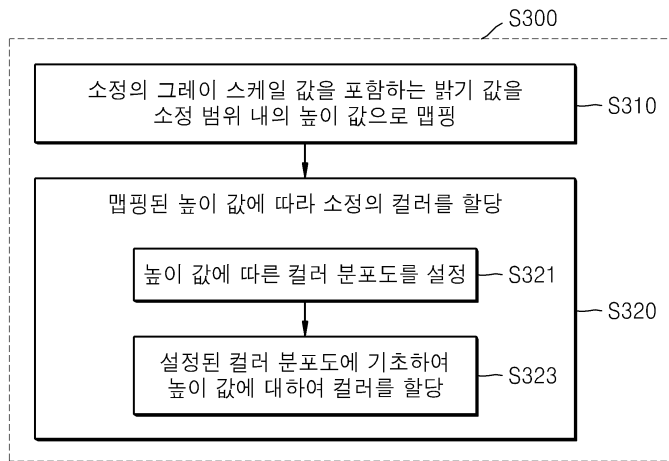 S300
소정의 그레이 스케일 값을 포함하는 밝기 값을
소정 범위 내의 높이 값으로 맵핑
S310
맵핑된 높이 값에 따라 소정의 컬러를 할당
높이 값에 따른 컬러 분포도를 설정
S321
S320
설정된 컬러 분포도에 기초하여
높이 값에 대하여 컬러를 할당
S323